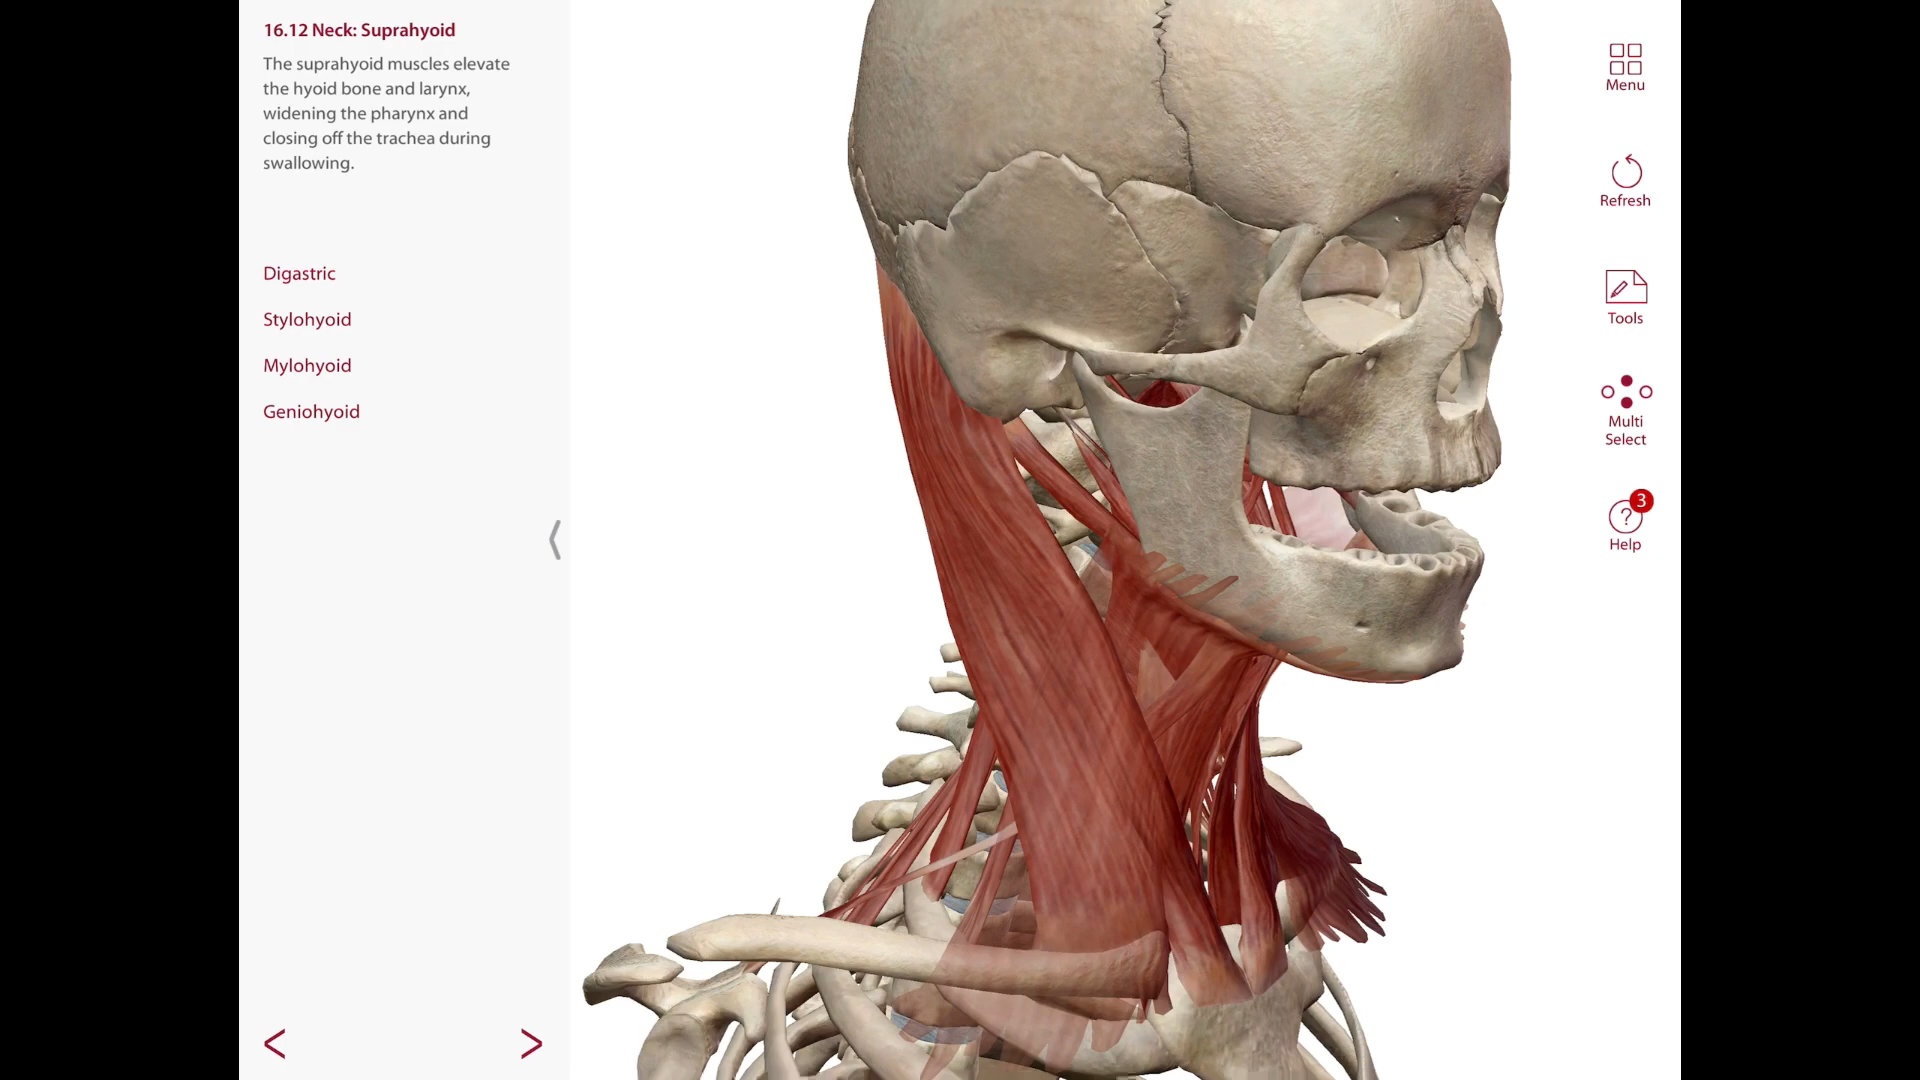 16.12 Neck: Suprahyoid
The suprahyoid muscles elevate
the hyoid bone and larynx,
widening the pharynx and
closing off the trachea during
swallowing.
Digastric
Stylohyoid
Mylohyoid
Geniohyoid
Menu
Refresh
Tools
Multi
Select
3
Help